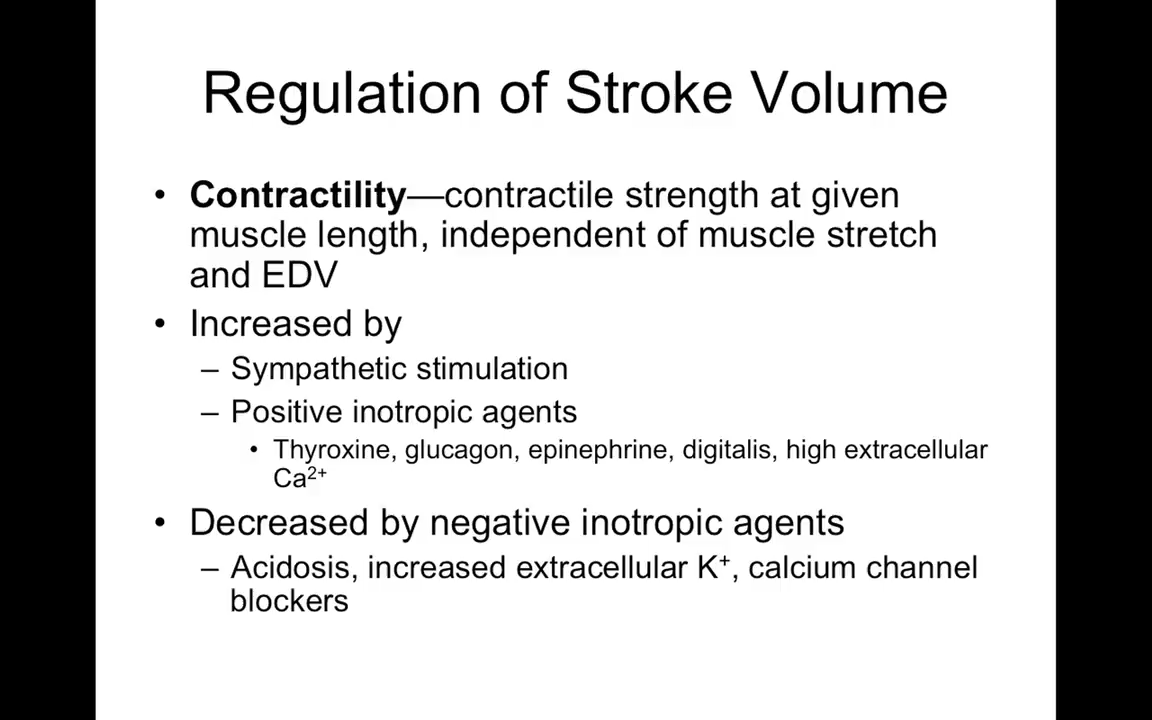 Regulation of Stroke Volume
• Contractility—contractile strength at given
muscle length, independent of muscle stretch
and EDV
• Increased by
– Sympathetic stimulation
– Positive inotropic agents
• Thyroxine, glucagon, epinephrine, digitalis, high extracellular
Ca²⁺
• Decreased by negative inotropic agents
– Acidosis, increased extracellular K⁺, calcium channel
blockers